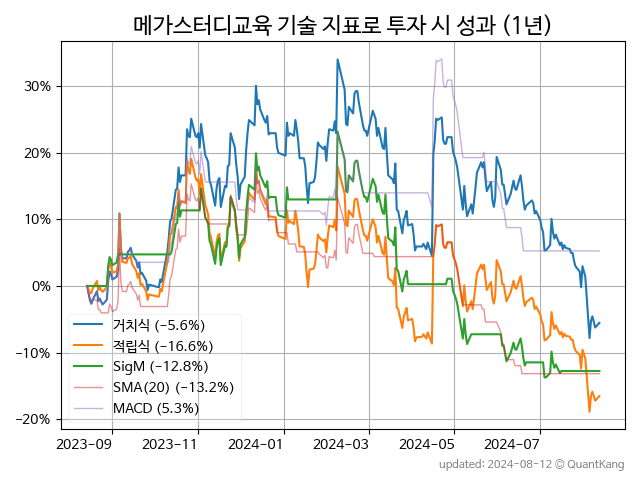 메가스터디교육 기술 지표로 투자 시 성과 (1년)
30%
20%
10%
0%
−10%
−20%
거치식 (−5.6%)
적립식 (−16.6%)
SigM (−12.8%)
SMA(20) (−13.2%)
MACD (5.3%)
2023−09 2023−11 2024−01 2024−03 2024−05 2024−07
updated: 2024−08−12 © QuantKang